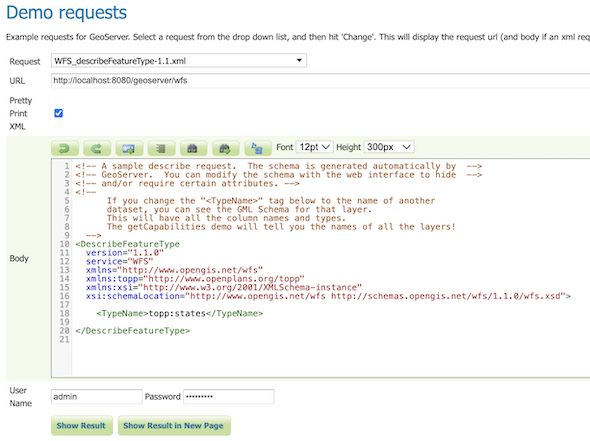 Demo requests
Example requests for GeoServer. Select a request from the drop down list, and then hit 'Change'. This will display the request url (and body if an xml req
Request WFS_describeFeatureType-1.1.xml
URL http://localhost:8080/geoserver/wfs
Pretty
Print
XML
Font 12pt Height 300px
Body
1 <!-- A sample describe request.  The schema is generated automatically by  -->
2 <!-- GeoServer.  You can modify the schema with the web interface to hide  -->
3 <!-- and/or require certain attributes. -->
4 <!--
5 If you change the "<TypeName>" tag below to the name of another
6 dataset, you can see the GML Schema for that layer.
7 This will have all the column names and types.
8 The getCapabilities demo will tell you the names of all the layers!
9 -->
10 <DescribeFeatureType
11 version="1.1.0"
12 service="WFS"
13 xmlns="http://www.opengis.net/wfs"
14 xmlns:topp="http://www.openplans.org/topp"
15 xmlns:xsi="http://www.w3.org/2001/XMLSchema-instance"
16 xsi:schemaLocation="http://www.opengis.net/wfs http://schemas.opengis.net/wfs/1.1.0/wfs.xsd">
17
18 <TypeName>topp:states</TypeName>
19
20 </DescribeFeatureType>
21
User
Name admin Password •••••••••
Show Result Show Result in New Page